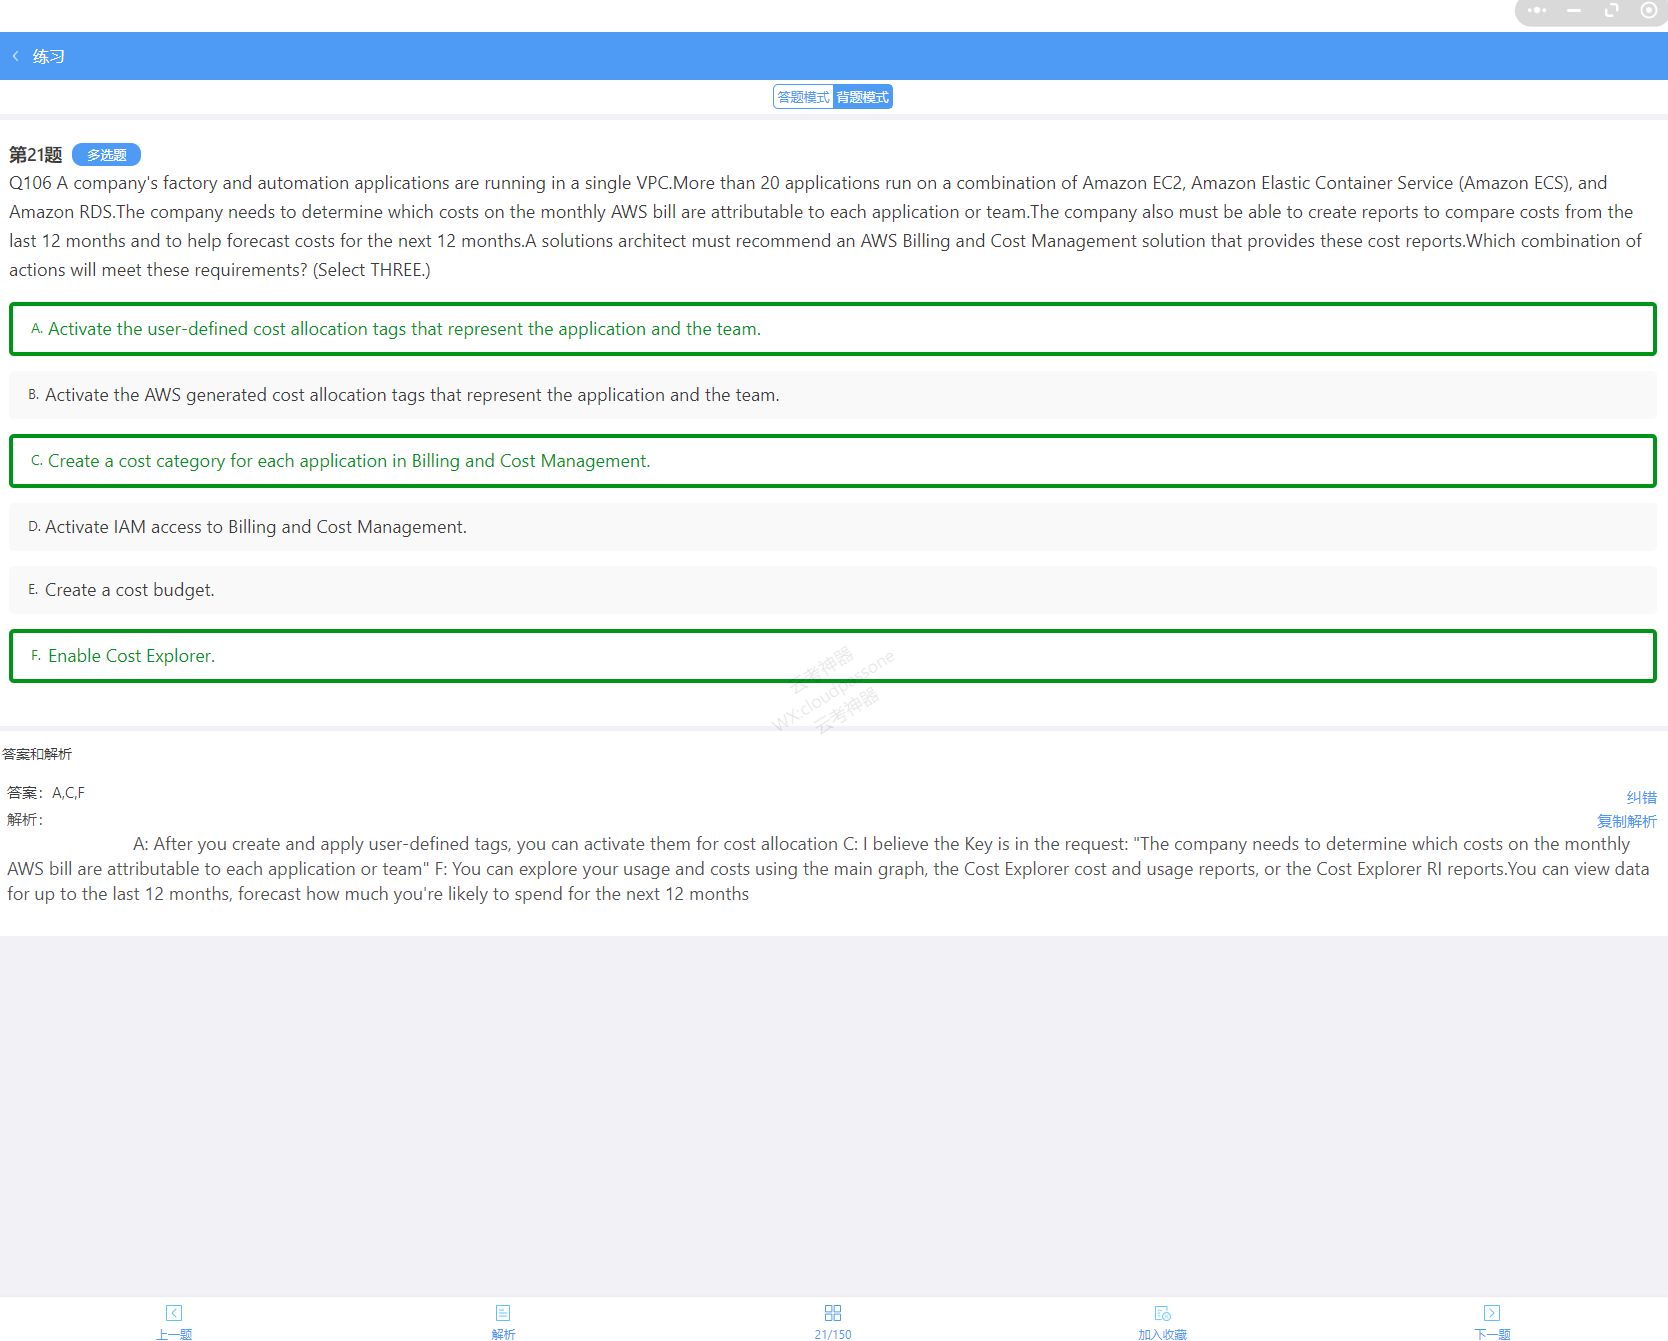 练习
答题模式 背题模式
第21题 多选题
Q106 A company's factory and automation applications are running in a single VPC.More than 20 applications run on a combination of Amazon EC2, Amazon Elastic Container Service (Amazon ECS), and
Amazon RDS.The company needs to determine which costs on the monthly AWS bill are attributable to each application or team.The company also must be able to create reports to compare costs from the
last 12 months and to help forecast costs for the next 12 months.A solutions architect must recommend an AWS Billing and Cost Management solution that provides these cost reports.Which combination of
actions will meet these requirements? (Select THREE.)
A. Activate the user-defined cost allocation tags that represent the application and the team.
B. Activate the AWS generated cost allocation tags that represent the application and the team.
C. Create a cost category for each application in Billing and Cost Management.
D. Activate IAM access to Billing and Cost Management.
E. Create a cost budget.
F. Enable Cost Explorer.
云考神器
WX:cloudpassone
云考神器
答案和解析
答案：A,C,F
纠错
解析：
复制解析
A: After you create and apply user-defined tags, you can activate them for cost allocation C: I believe the Key is in the request: "The company needs to determine which costs on the monthly
AWS bill are attributable to each application or team" F: You can explore your usage and costs using the main graph, the Cost Explorer cost and usage reports, or the Cost Explorer RI reports.You can view data
for up to the last 12 months, forecast how much you're likely to spend for the next 12 months
上一题 解析 21/150 加入收藏 下一题